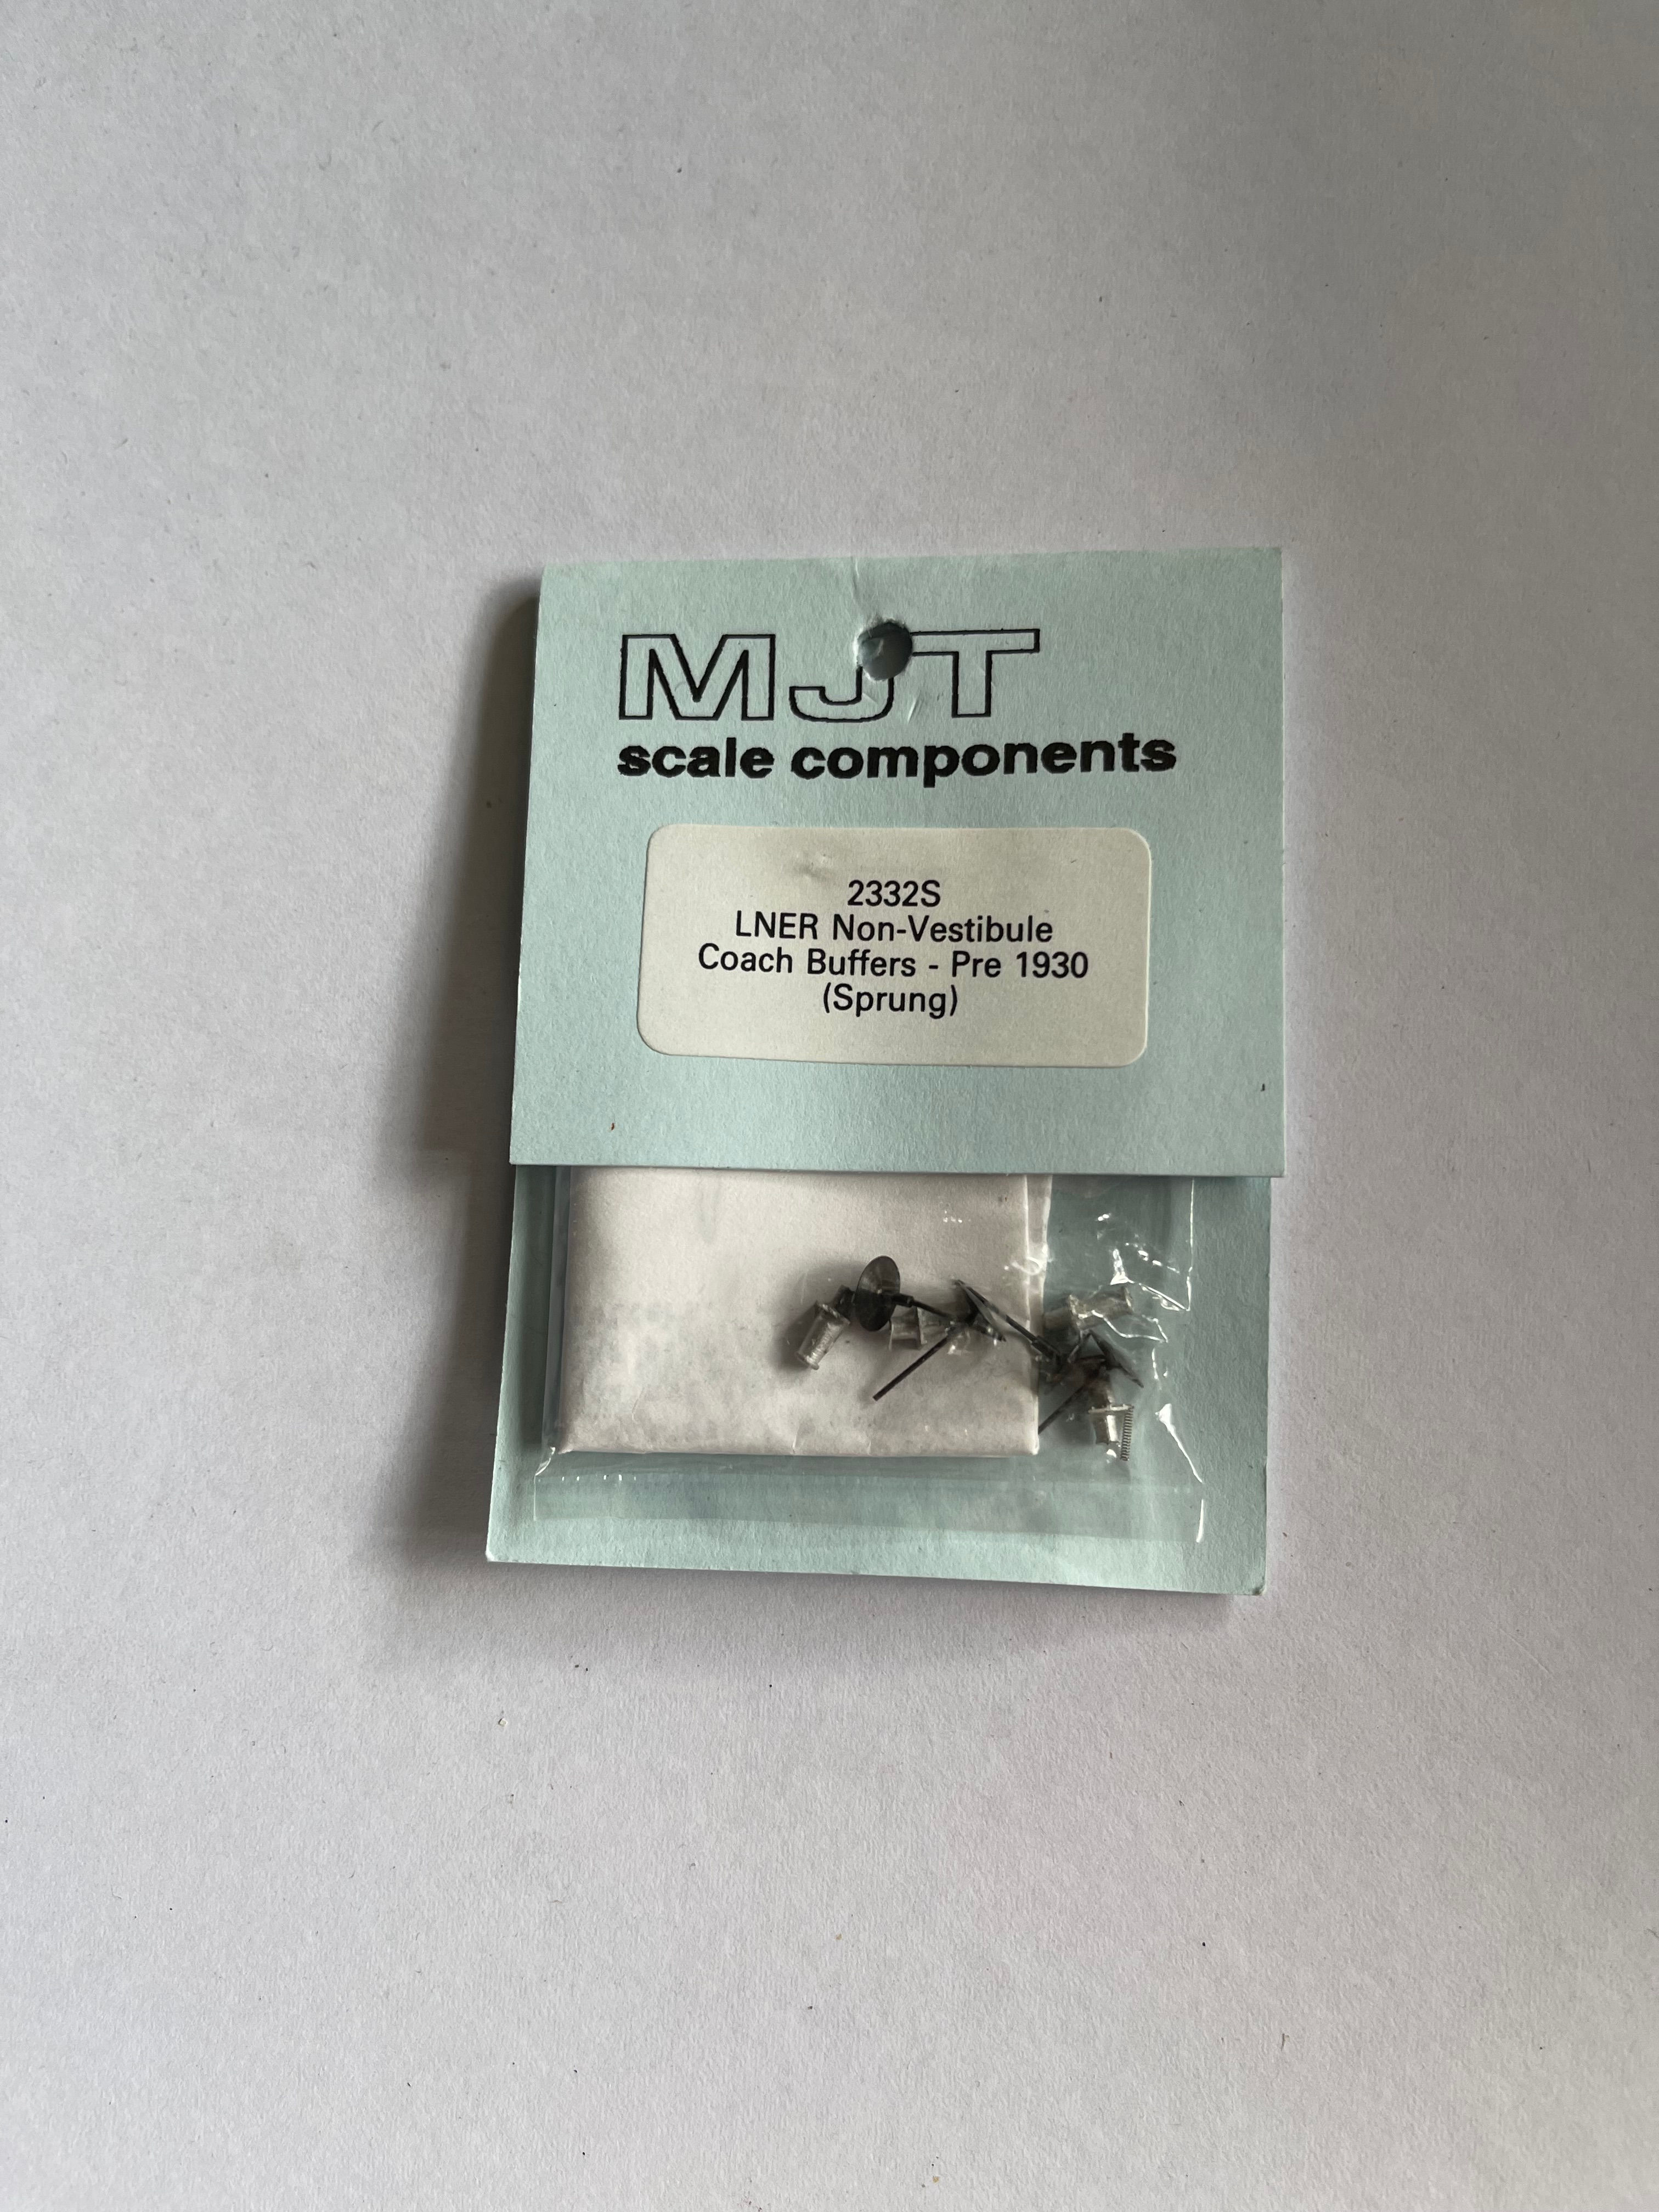 MJT
scale components
2332S
LNER Non-Vestibule
Coach Buffers - Pre 1930
(Sprung)